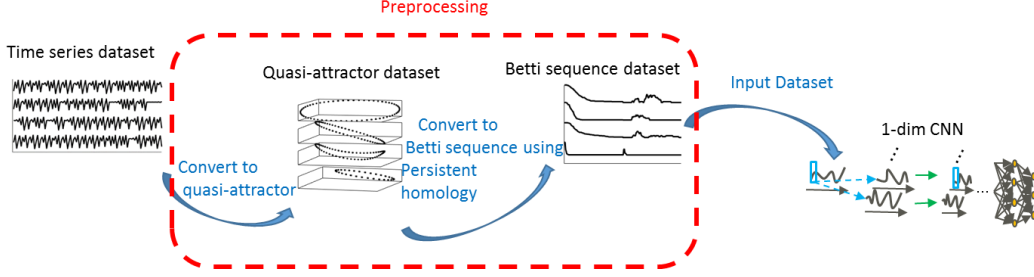 Preprocessing
Time series dataset
Quasi-attractor dataset
Betti sequence dataset
Input Dataset
1-dim CNN
Convert to
quasi-attractor
Convert to
Betti sequence using
Persistent
homology